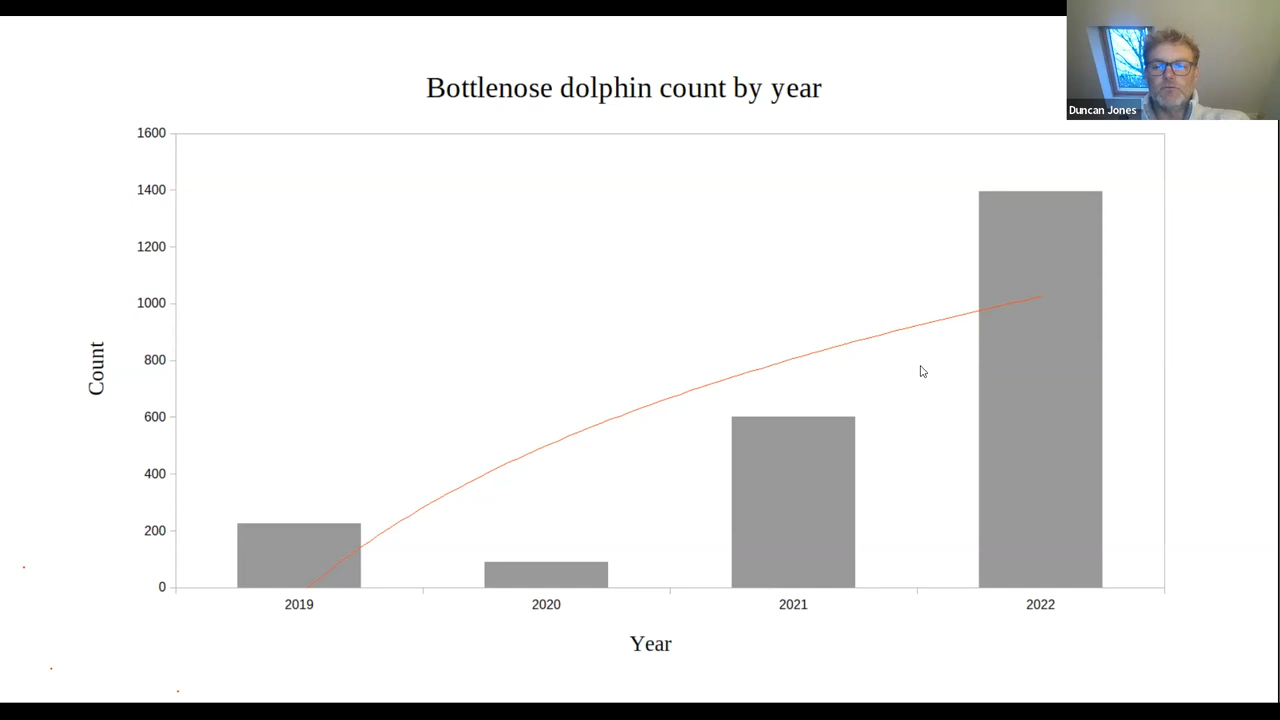 Bottlenose dolphin count by year
Duncan Jones
1600
1400
1200
1000
800
600
400
200
0
Count
2019 2020 2021 2022
Year